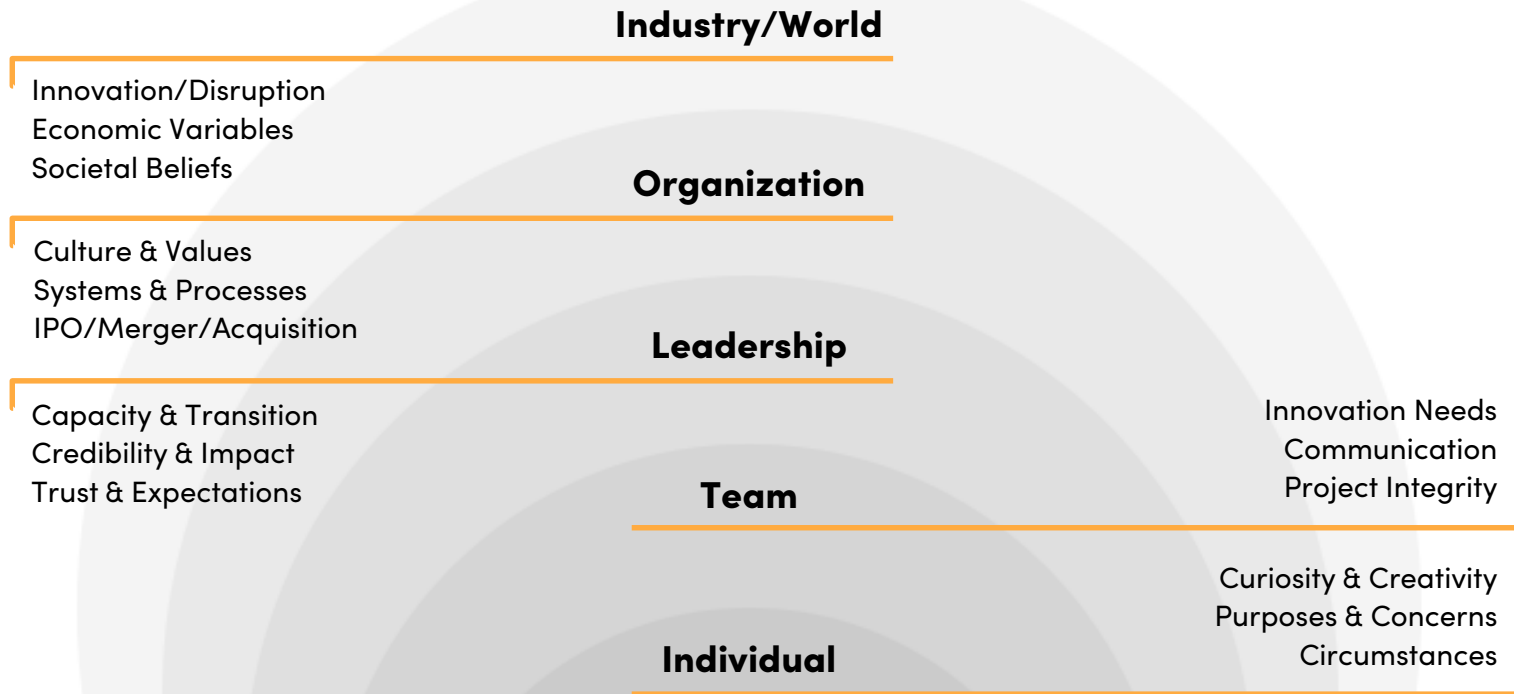 Industry/World
Innovation/Disruption
Economic Variables
Societal Beliefs
Organization
Culture & Values
Systems & Processes
IPO/Merger/Acquisition
Leadership
Capacity & Transition
Credibility & Impact
Trust & Expectations
Team
Innovation Needs
Communication
Project Integrity
Individual
Curiosity & Creativity
Purposes & Concerns
Circumstances